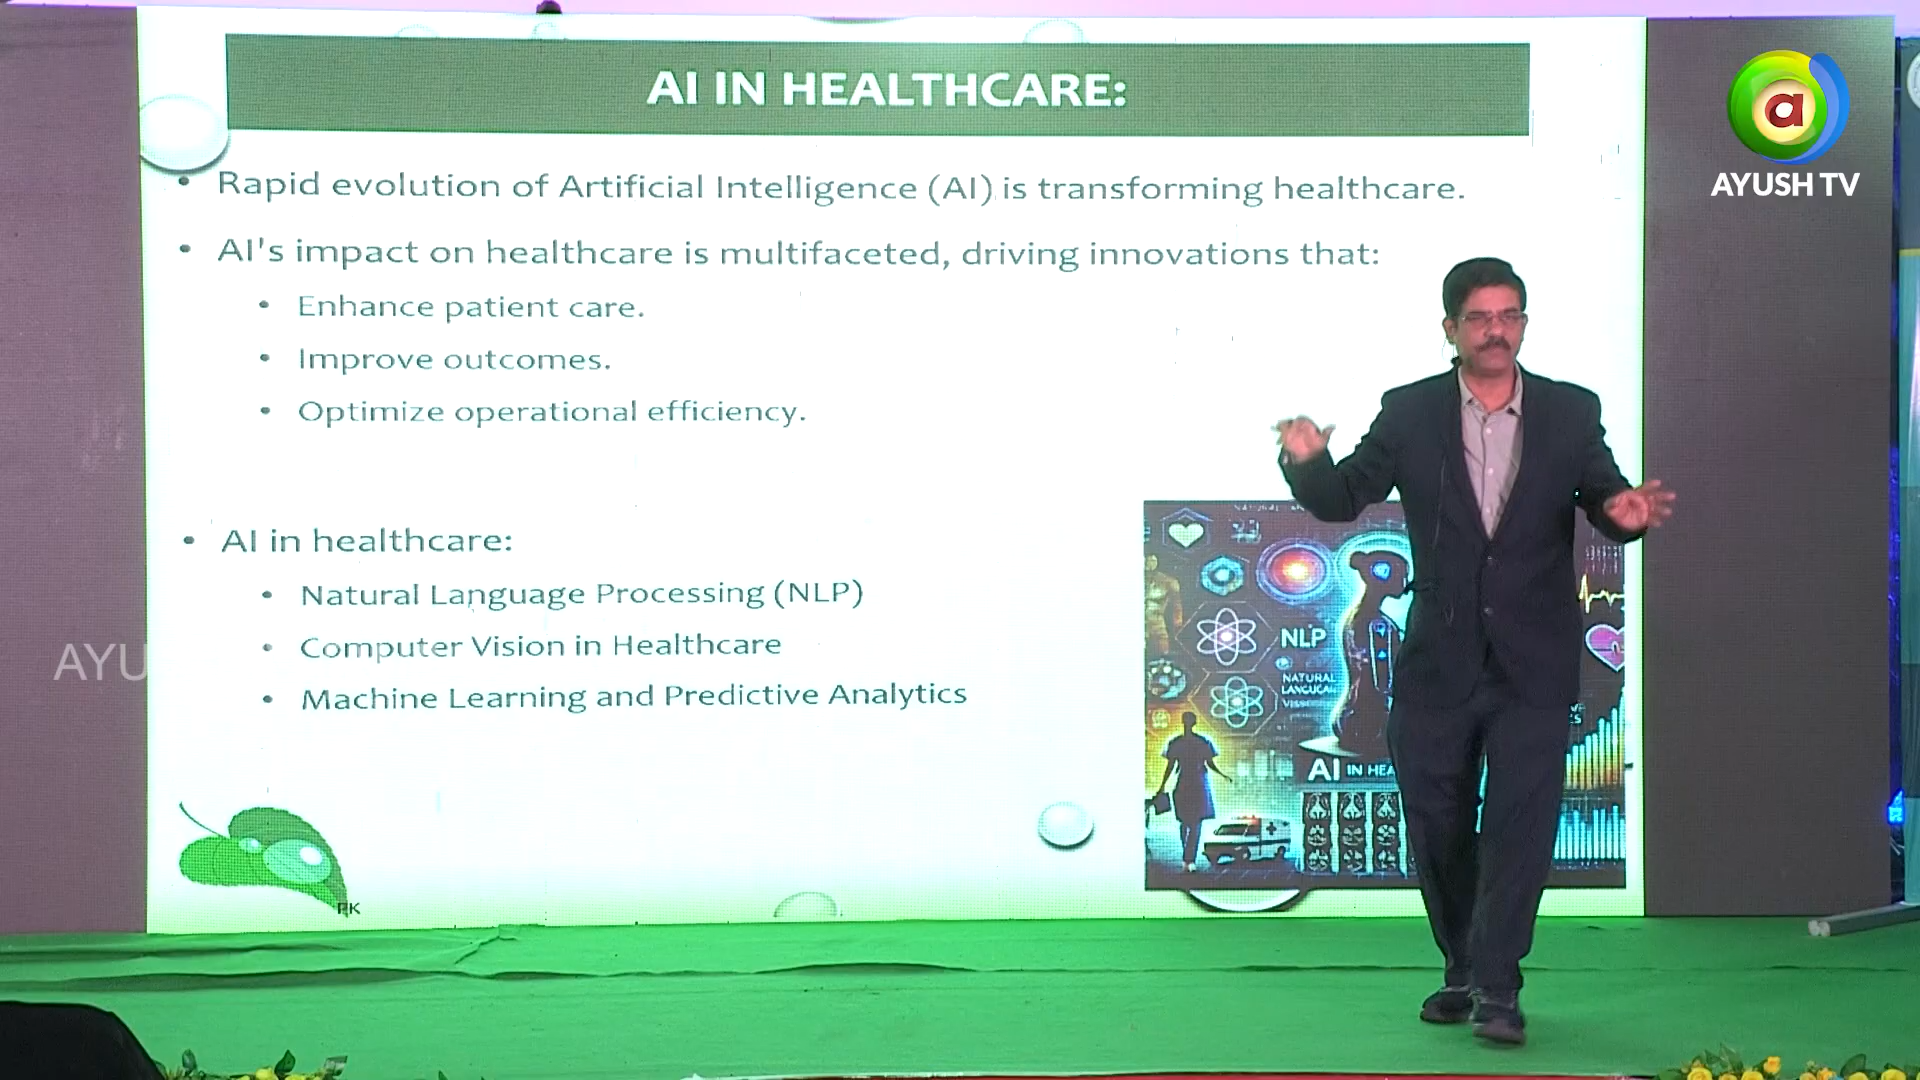 AI IN HEALTHCARE:
AYUSH TV
• Rapid evolution of Artificial Intelligence (AI) is transforming healthcare.
• AI's impact on healthcare is multifaceted, driving innovations that:
• Enhance patient care.
• Improve outcomes.
• Optimize operational efficiency.
• AI in healthcare:
• Natural Language Processing (NLP)
• Computer Vision in Healthcare
• Machine Learning and Predictive Analytics
AYU
NLP
NATURAL
AI IN HEA
PK